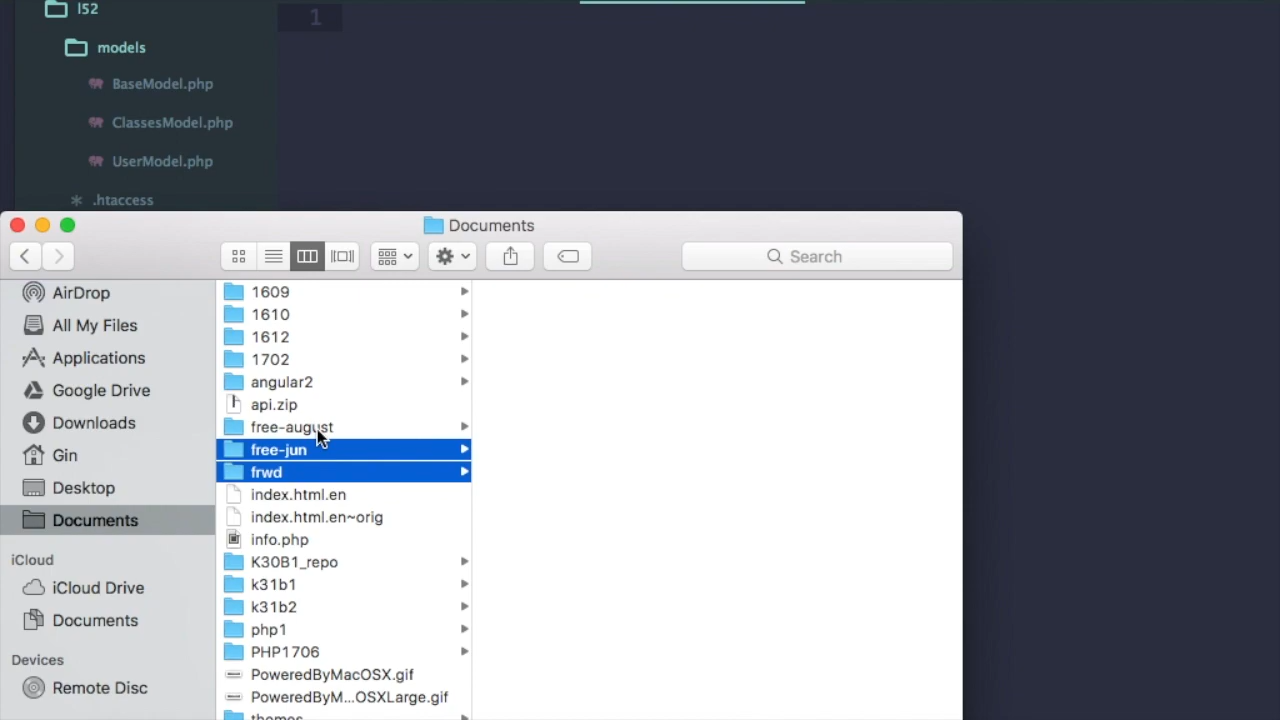 l52
1
models
BaseModel.php
ClassesModel.php
UserModel.php
.htaccess
Documents
Search
AirDrop
All My Files
Applications
Google Drive
Downloads
Gin
Desktop
Documents
iCloud
iCloud Drive
Documents
Devices
Remote Disc
1609
1610
1612
1702
angular2
api.zip
free-august
free-jun
frwd
index.html.en
index.html.en~orig
info.php
K30B1_repo
k31b1
k31b2
php1
PHP1706
PoweredByMacOSX.gif
PoweredByM...OSXLarge.gif
themes